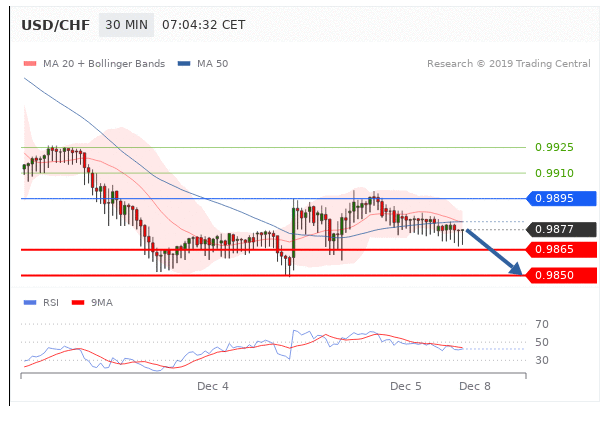 USD/CHF 30 MIN 07:04:32 CET
MA 20 + Bollinger Bands MA 50 Research © 2019 Trading Central
0.9925
0.9910
0.9895
0.9877
0.9865
0.9850
RSI 9MA
70
50
30
Dec 4 Dec 5 Dec 8